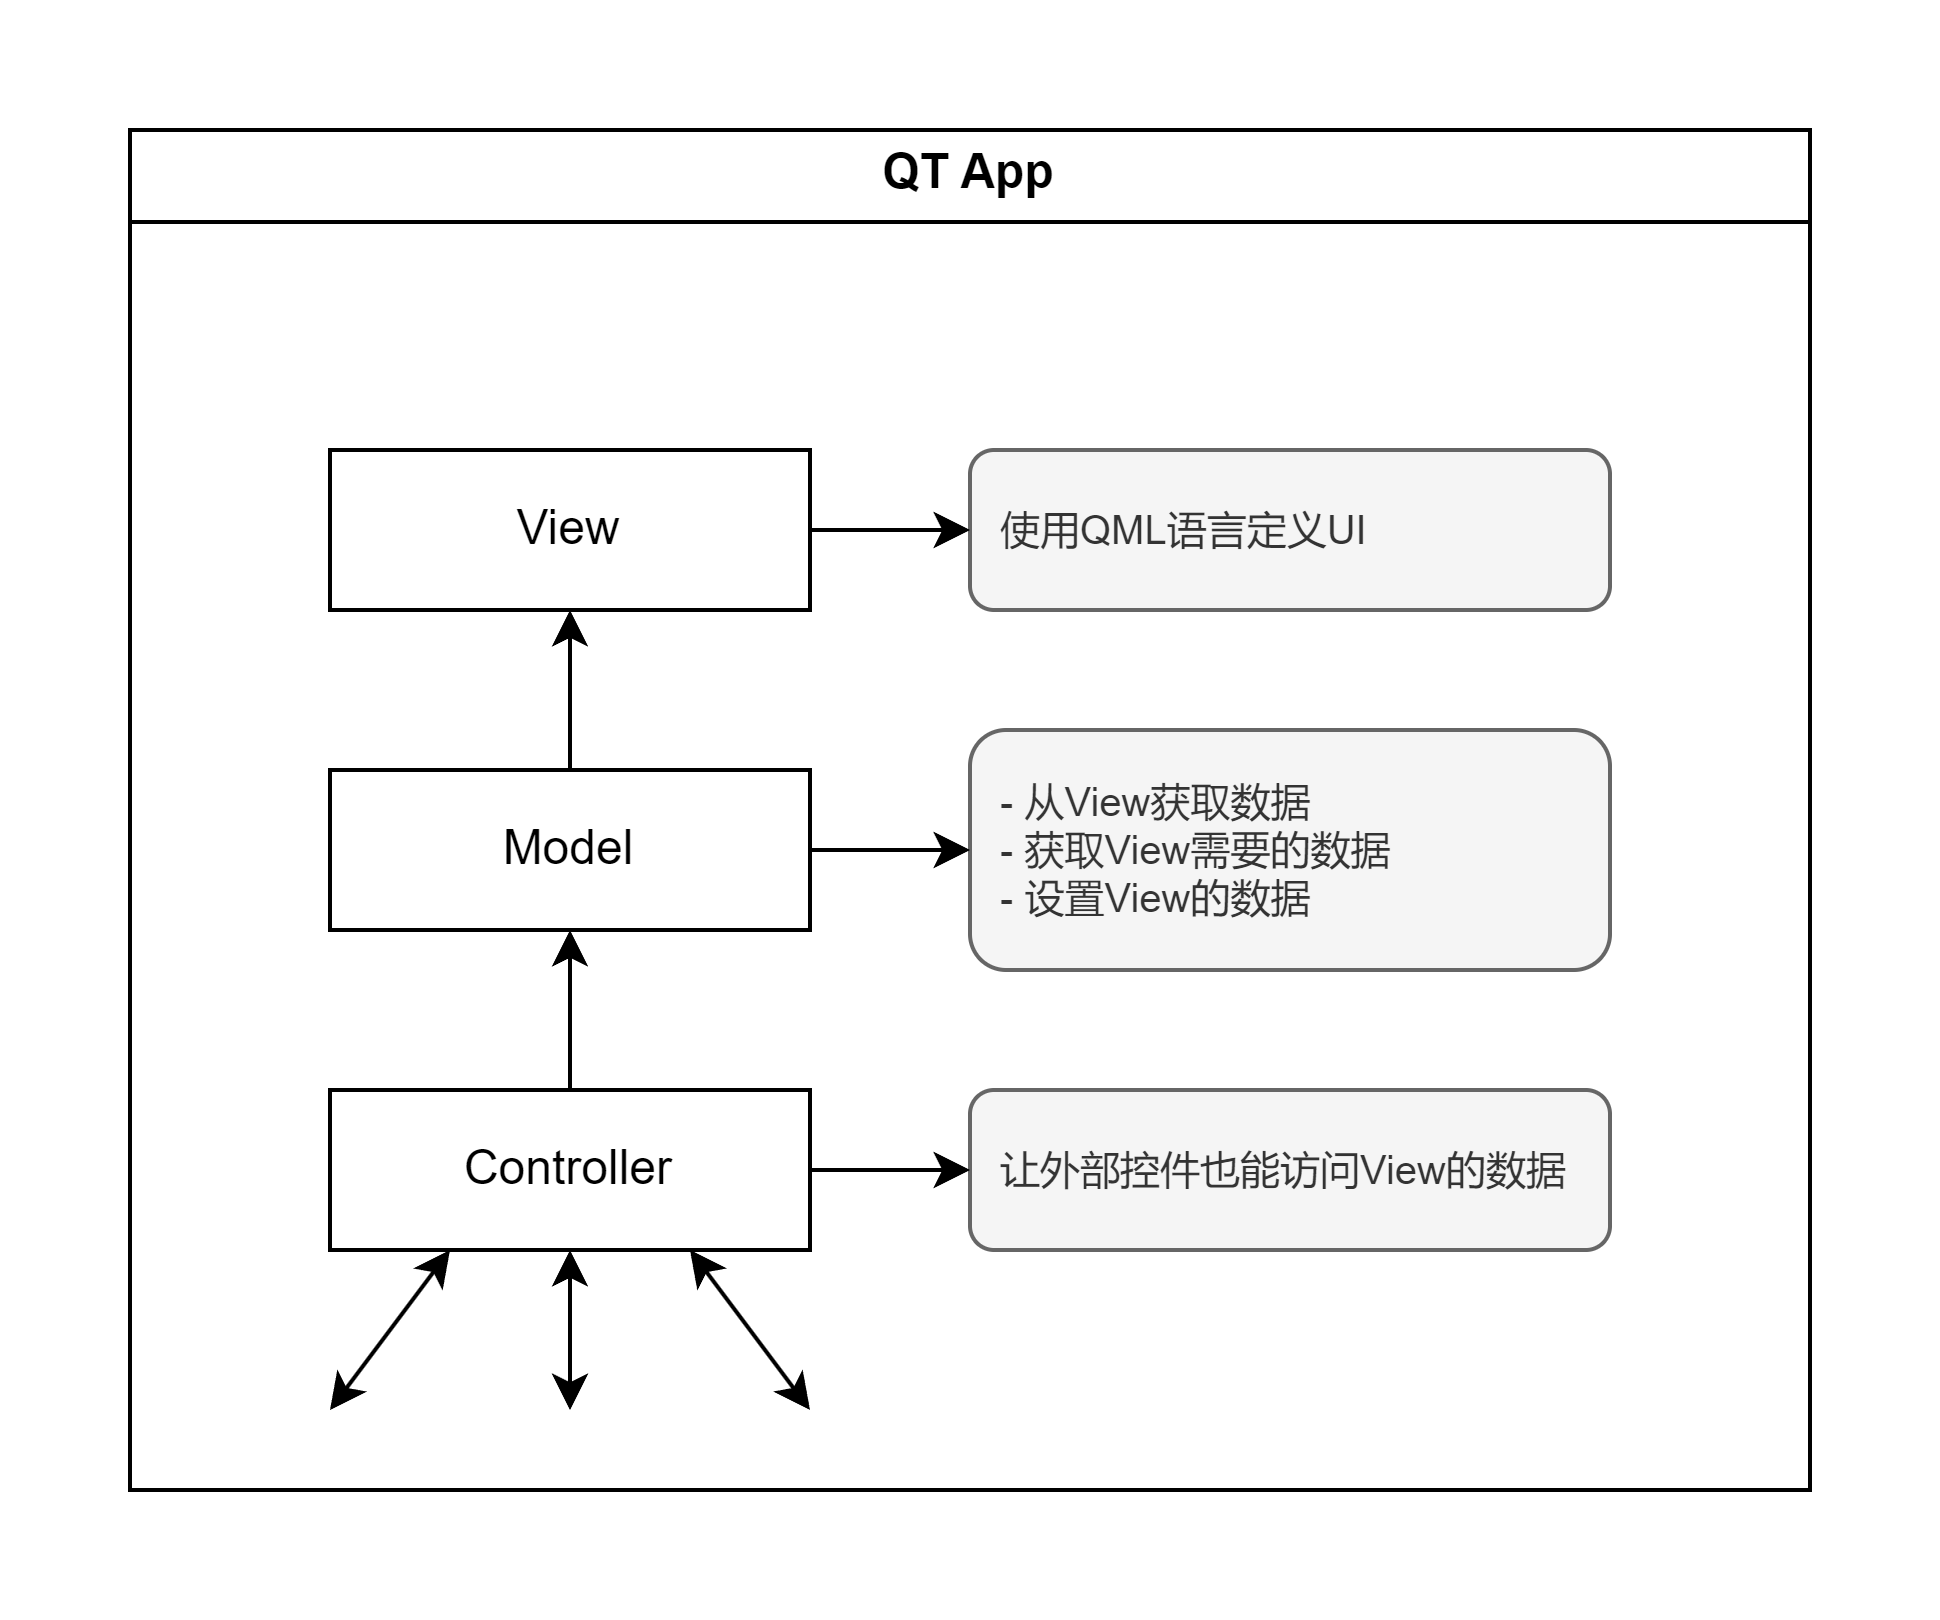 QT App
View
使用QML语言定义UI
Model
- 从View获取数据
- 获取View需要的数据
- 设置View的数据
Controller
让外部控件也能访问View的数据